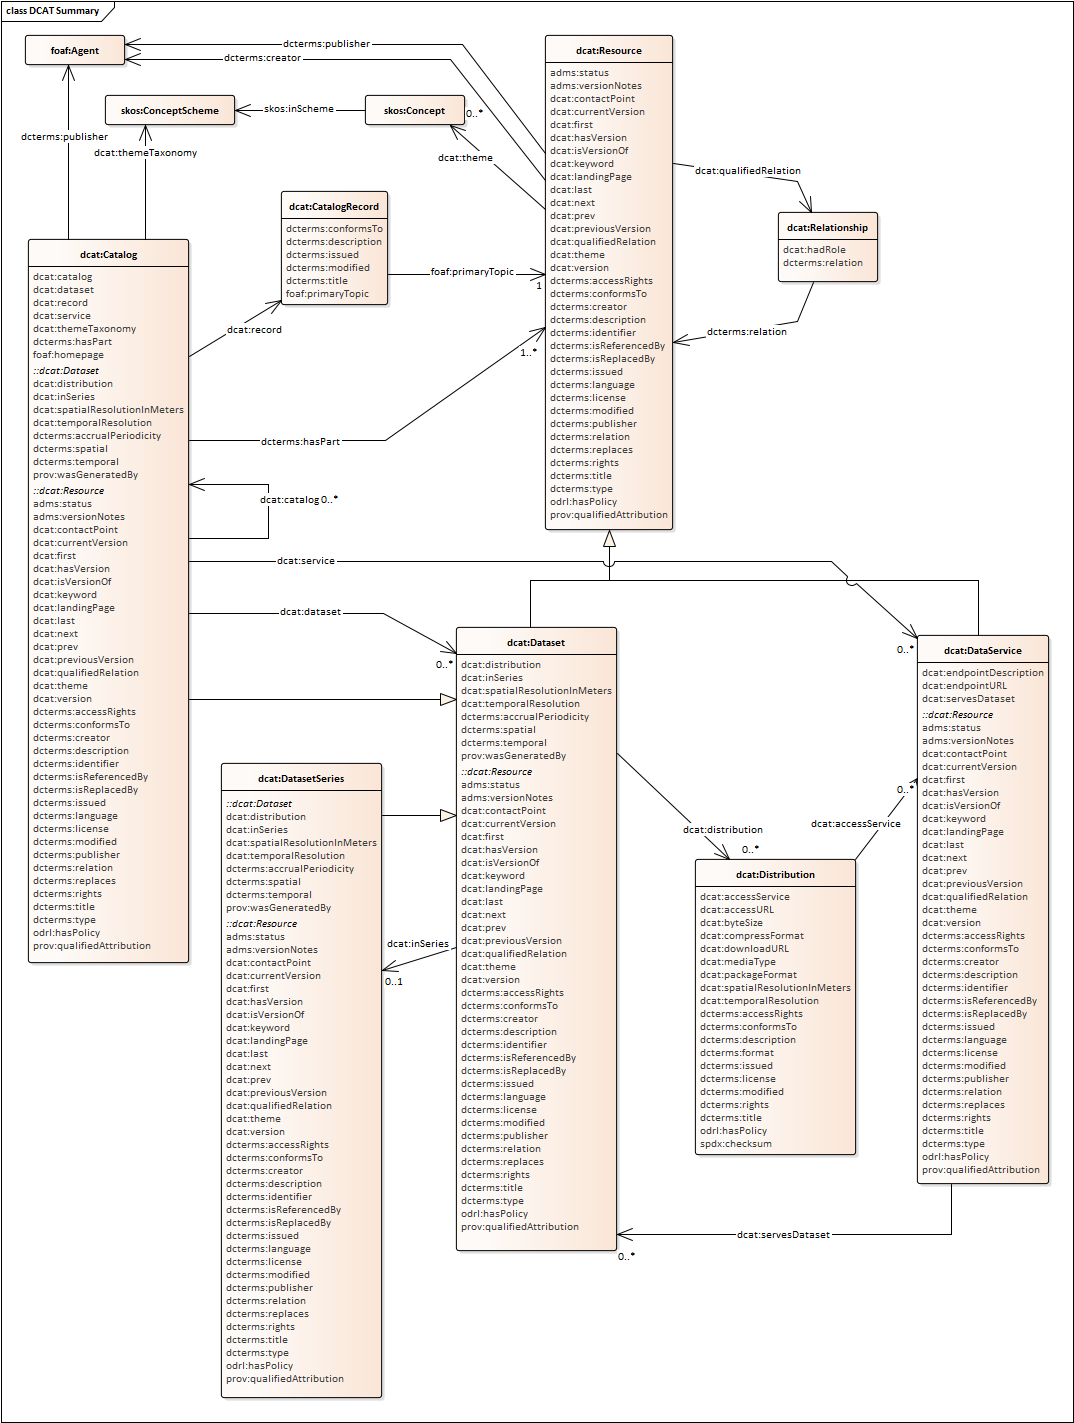 class DCAT Summary
foaf:Agent
dcterms:publisher
dcterms:creator
skos:ConceptScheme
skos:inScheme
skos:Concept
0..*
dcterms:publisher
dcat:themeTaxonomy
dcat:theme
dcat:Resource
adms:status
adms:versionNotes
dcat:contactPoint
dcat:currentVersion
dcat:first
dcat:hasVersion
dcat:isVersionOf
dcat:keyword
dcat:landingPage
dcat:last
dcat:next
dcat:prev
dcat:previousVersion
dcat:qualifiedRelation
dcat:theme
dcat:version
dcterms:accessRights
dcterms:conformsTo
dcterms:creator
dcterms:description
dcterms:identifier
dcterms:isReferencedBy
dcterms:isReplacedBy
dcterms:issued
dcterms:language
dcterms:license
dcterms:modified
dcterms:publisher
dcterms:relation
dcterms:replaces
dcterms:rights
dcterms:title
dcterms:type
odrl:hasPolicy
prov:qualifiedAttribution
dcat:qualifiedRelation
dcat:Relationship
dcat:hadRole
dcterms:relation
dcterms:relation
dcat:CatalogRecord
dcterms:conformsTo
dcterms:description
dcterms:issued
dcterms:modified
dcterms:title
foaf:primaryTopic
foaf:primaryTopic
1
dcat:record
1..*
dcterms:hasPart
dcat:catalog
0..*
dcat:service
dcat:dataset
0..*
0..*
dcat:Catalog
dcat:catalog
dcat:dataset
dcat:record
dcat:service
dcat:themeTaxonomy
dcterms:hasPart
foaf:homepage
::dcat:Dataset
dcat:distribution
dcat:inSeries
dcat:spatialResolutionInMeters
dcat:temporalResolution
dcterms:accrualPeriodicity
dcterms:spatial
dcterms:temporal
prov:wasGeneratedBy
::dcat:Resource
adms:status
adms:versionNotes
dcat:contactPoint
dcat:currentVersion
dcat:first
dcat:hasVersion
dcat:isVersionOf
dcat:keyword
dcat:landingPage
dcat:last
dcat:next
dcat:prev
dcat:previousVersion
dcat:qualifiedRelation
dcat:theme
dcat:version
dcterms:accessRights
dcterms:conformsTo
dcterms:creator
dcterms:description
dcterms:identifier
dcterms:isReferencedBy
dcterms:isReplacedBy
dcterms:issued
dcterms:language
dcterms:license
dcterms:modified
dcterms:publisher
dcterms:relation
dcterms:replaces
dcterms:rights
dcterms:title
dcterms:type
odrl:hasPolicy
prov:qualifiedAttribution
dcat:DatasetSeries
::dcat:Dataset
dcat:distribution
dcat:inSeries
dcat:spatialResolutionInMeters
dcat:temporalResolution
dcterms:accrualPeriodicity
dcterms:spatial
dcterms:temporal
prov:wasGeneratedBy
::dcat:Resource
adms:status
adms:versionNotes
dcat:contactPoint
dcat:currentVersion
dcat:first
dcat:hasVersion
dcat:isVersionOf
dcat:keyword
dcat:landingPage
dcat:last
dcat:next
dcat:prev
dcat:previousVersion
dcat:qualifiedRelation
dcat:theme
dcat:version
dcterms:accessRights
dcterms:conformsTo
dcterms:creator
dcterms:description
dcterms:identifier
dcterms:isReferencedBy
dcterms:isReplacedBy
dcterms:issued
dcterms:language
dcterms:license
dcterms:modified
dcterms:publisher
dcterms:relation
dcterms:replaces
dcterms:rights
dcterms:title
dcterms:type
odrl:hasPolicy
prov:qualifiedAttribution
dcat:inSeries
0..1
dcat:Dataset
dcat:distribution
dcat:inSeries
dcat:spatialResolutionInMeters
dcat:temporalResolution
dcterms:accrualPeriodicity
dcterms:spatial
dcterms:temporal
prov:wasGeneratedBy
::dcat:Resource
adms:status
adms:versionNotes
dcat:contactPoint
dcat:currentVersion
dcat:first
dcat:hasVersion
dcat:isVersionOf
dcat:keyword
dcat:landingPage
dcat:last
dcat:next
dcat:prev
dcat:previousVersion
dcat:qualifiedRelation
dcat:theme
dcat:version
dcterms:accessRights
dcterms:conformsTo
dcterms:creator
dcterms:description
dcterms:identifier
dcterms:isReferencedBy
dcterms:isReplacedBy
dcterms:issued
dcterms:language
dcterms:license
dcterms:modified
dcterms:publisher
dcterms:relation
dcterms:replaces
dcterms:rights
dcterms:title
dcterms:type
odrl:hasPolicy
prov:qualifiedAttribution
dcat:distribution
0..*
dcat:accessService
0..*
dcat:Distribution
dcat:accessService
dcat:accessURL
dcat:byteSize
dcat:compressFormat
dcat:downloadURL
dcat:mediaType
dcat:packageFormat
dcat:spatialResolutionInMeters
dcat:temporalResolution
dcterms:accessRights
dcterms:conformsTo
dcterms:description
dcterms:format
dcterms:issued
dcterms:license
dcterms:modified
dcterms:rights
dcterms:title
odrl:hasPolicy
spdx:checksum
dcat:DataService
dcat:endpointDescription
dcat:endpointURL
dcat:servesDataset
::dcat:Resource
adms:status
adms:versionNotes
dcat:contactPoint
dcat:currentVersion
dcat:first
dcat:hasVersion
dcat:isVersionOf
dcat:keyword
dcat:landingPage
dcat:last
dcat:next
dcat:prev
dcat:previousVersion
dcat:qualifiedRelation
dcat:theme
dcat:version
dcterms:accessRights
dcterms:conformsTo
dcterms:creator
dcterms:description
dcterms:identifier
dcterms:isReferencedBy
dcterms:isReplacedBy
dcterms:issued
dcterms:language
dcterms:license
dcterms:modified
dcterms:publisher
dcterms:relation
dcterms:replaces
dcterms:rights
dcterms:title
dcterms:type
odrl:hasPolicy
prov:qualifiedAttribution
dcat:servesDataset
0..*